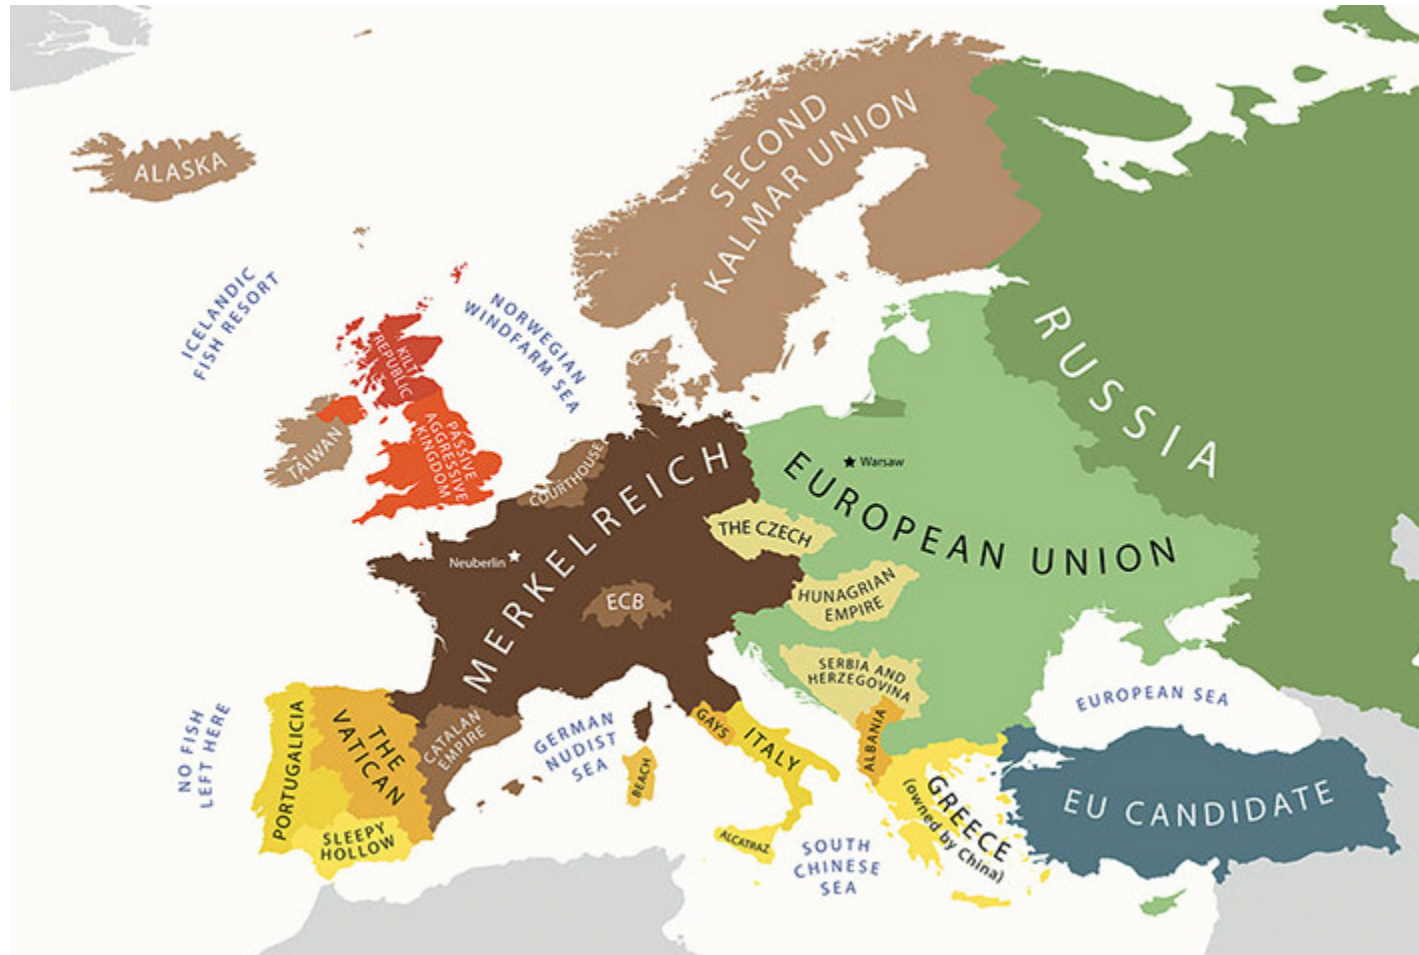 ALASKA
SECOND
KALMAR UNION
ICELANDIC
FISH RESORT
NORWEGIAN
WINDFARM SEA
RUSSIA
KILT
REPUBLIC
PASSIVE
AGGRESSIVE
KINGDOM
TAIWAN
COURTHOUSE
MERKELREICH
Neuberlin
EUROPEAN UNION
Warsaw
THE CZECH
HUNAGRIAN
EMPIRE
ECB
SERBIA AND
HERZEGOVINA
EUROPEAN SEA
NO FISH
LEFT HERE
PORTUGALICIA
THE
VATICAN
CATALAN
EMPIRE
GERMAN
NUDIST
SEA
GAYS
ITALY
ALBANIA
BEACH
SLEEPY
HOLLOW
ALCATRAZ
SOUTH
CHINESE
SEA
GREECE
(owned by China)
EU CANDIDATE